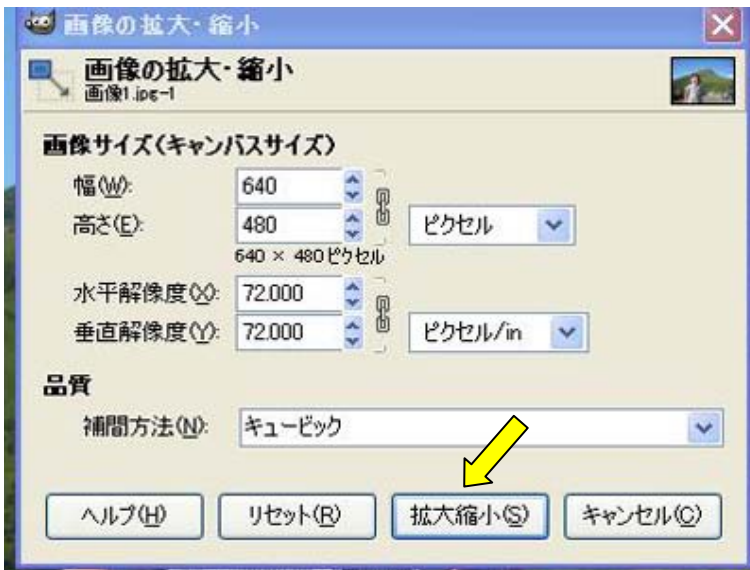 画像の拡大・縮小
画像の拡大・縮小
画像1.jpg-1
画像サイズ(キャンバスサイズ)
幅(W): 640
高さ(E): 480 ピクセル
640 × 480 ピクセル
水平解像度(X): 72.000
垂直解像度(Y): 72.000 ピクセル/in
品質
補間方法(N): キュービック
ヘルプ(H) リセット(R) 拡大縮小(S) キャンセル(C)